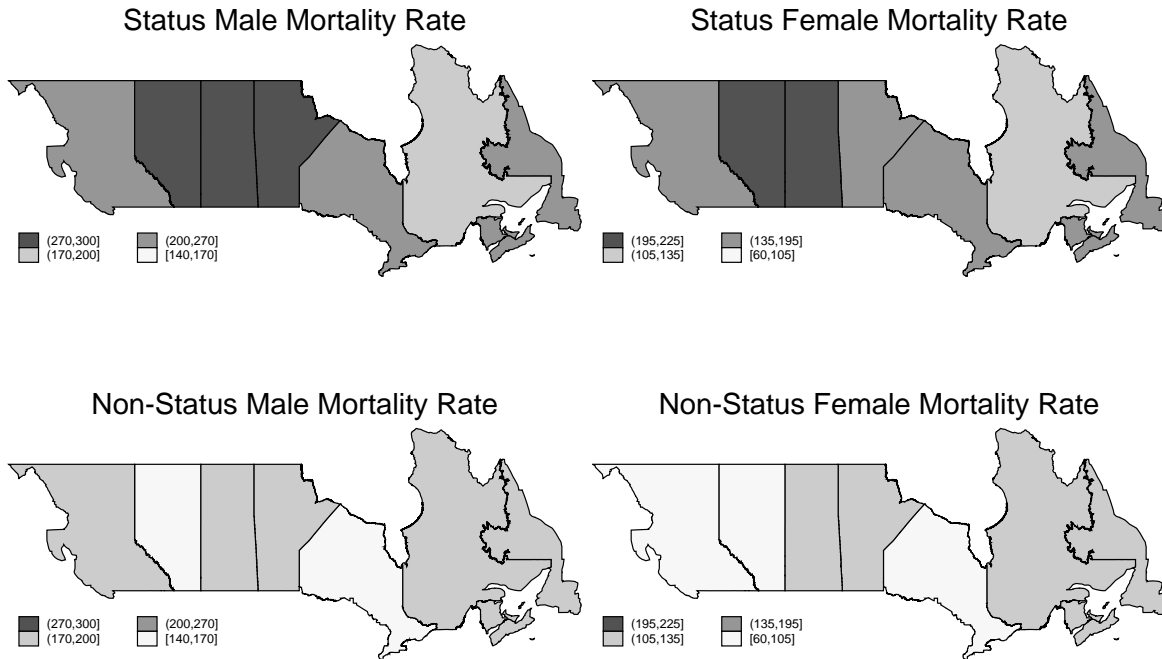 Status Male Mortality Rate
Status Female Mortality Rate
(270,300] (200,270]
(170,200] [140,170]
(195,225] (135,195]
(105,135] [60,105]
Non-Status Male Mortality Rate
Non-Status Female Mortality Rate
(270,300] (200,270]
(170,200] [140,170]
(195,225] (135,195]
(105,135] [60,105]